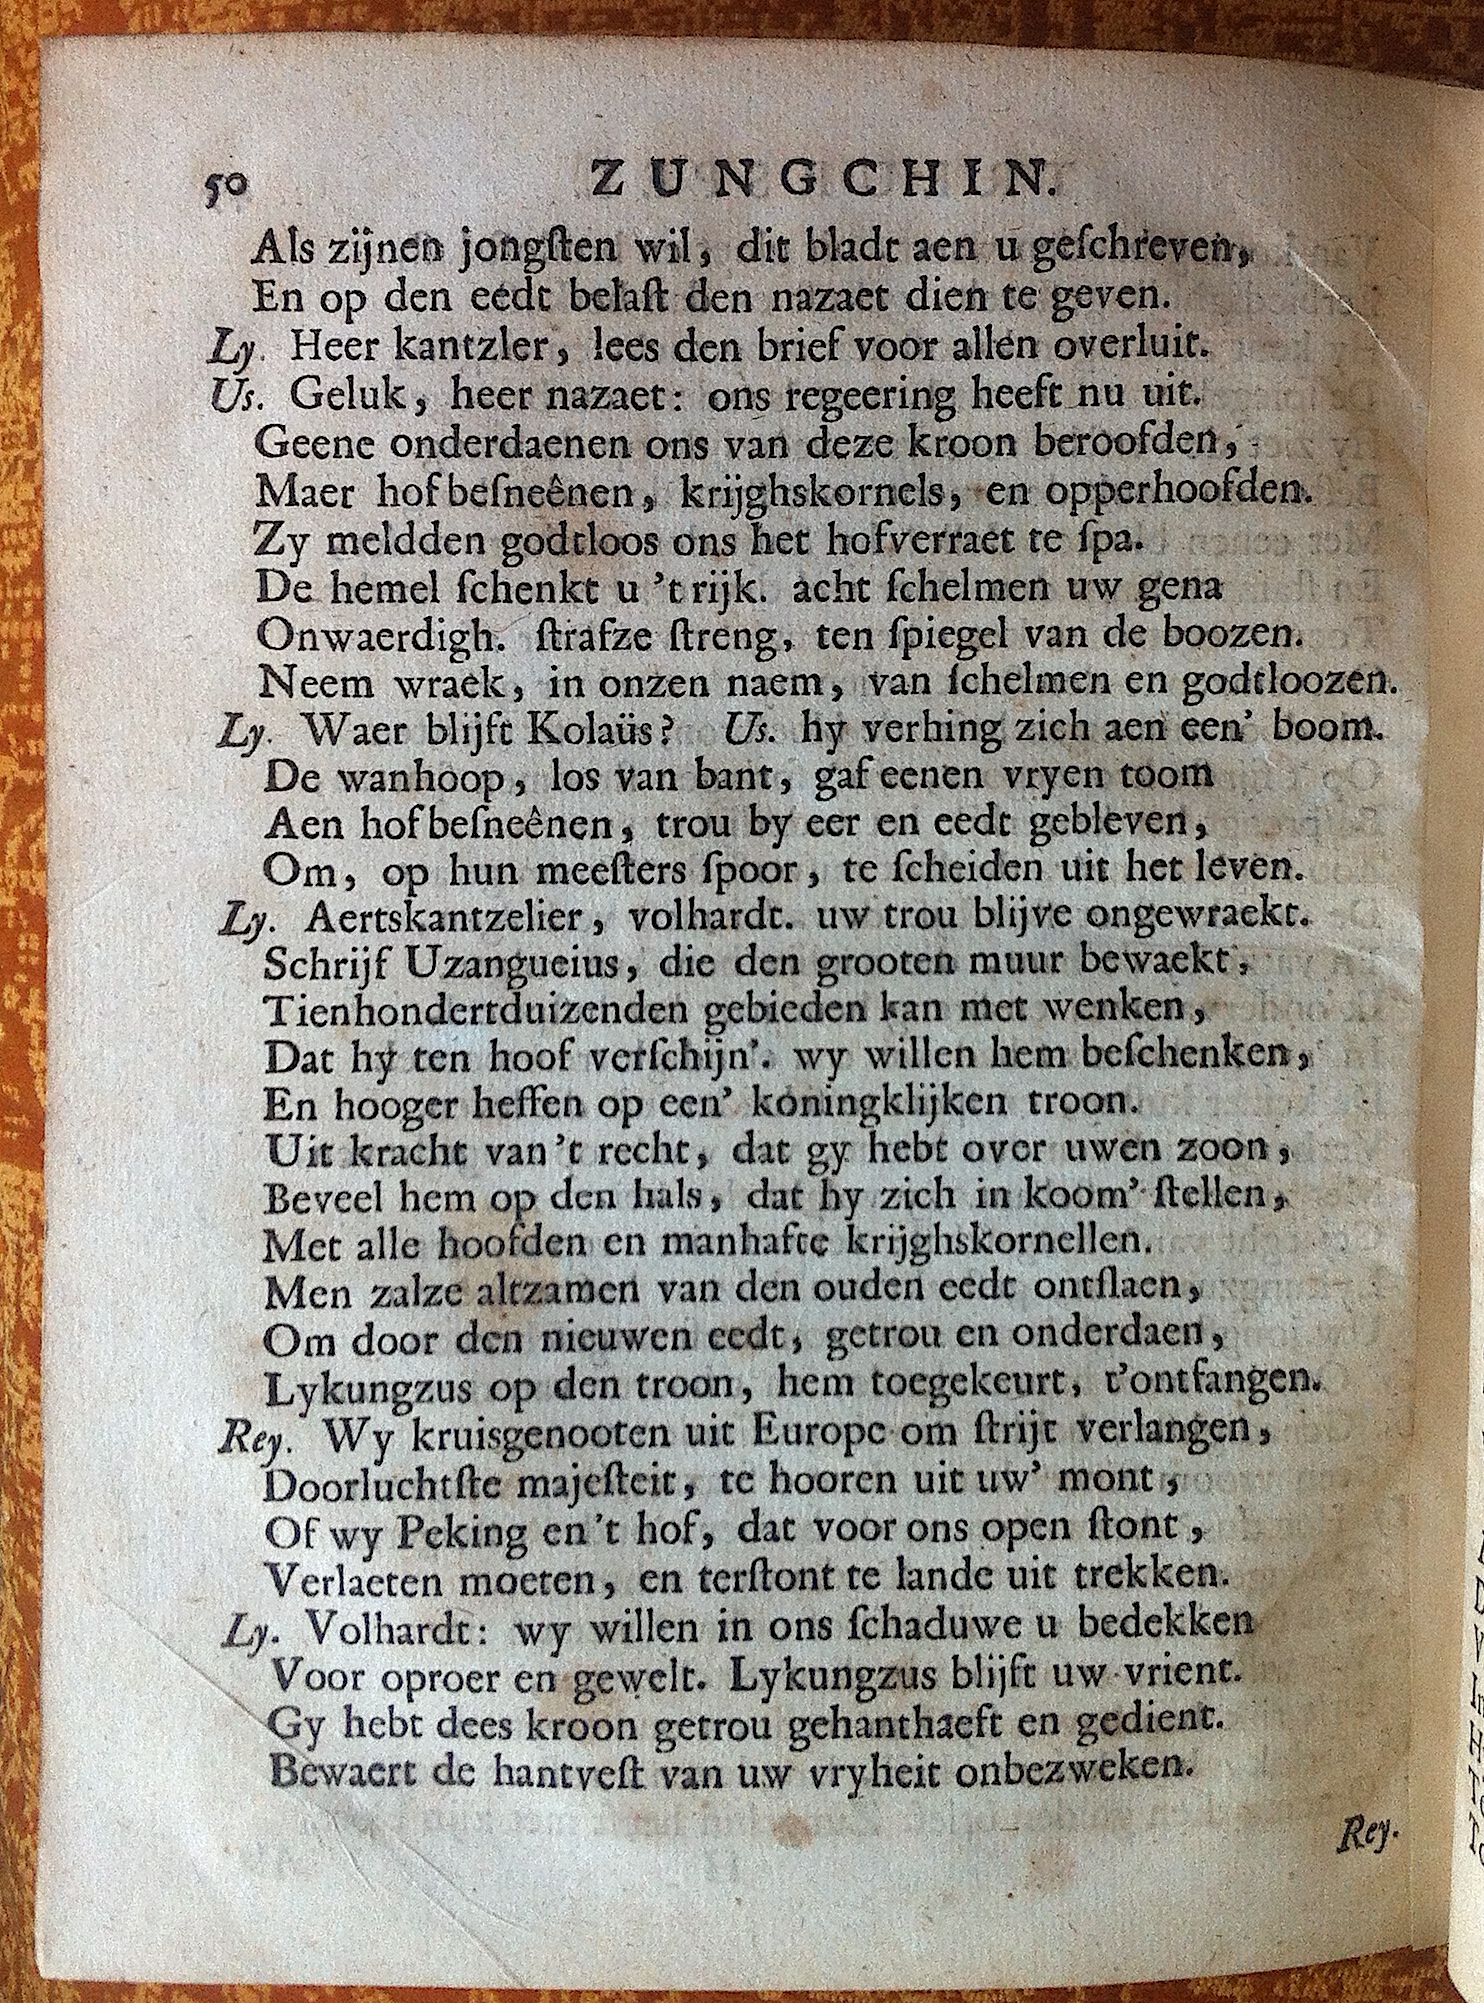 50 ZUNGCHIN.
Als zijnen jongſten wil, dit bladt aen u geſchreven,
En op den eedt belaſt den nazaet dien te geven.
Ly. Heer kantzler, lees den brief voor allen overluit.
Us. Geluk, heer nazaet: ons regeering heeft nu uit.
Geene onderdaenen ons van deze kroon beroofden,
Maer hofbeſneênen, krijghskornels, en opperhoofden.
Zy meldden godtloos ons het hofverraet te ſpa.
De hemel ſchenkt u 't rijk. acht ſchelmen uw gena
Onwaerdigh. ſtrafze ſtreng, ten ſpiegel van de boozen.
Neem wraek, in onzen naem, van ſchelmen en godtloozen.
Ly. Waer blijft Kolaüs? Us. hy verhing zich aen een' boom.
De wanhoop, los van bant, gaf eenen vryen toom
Aen hofbeſneênen, trou by eer en eedt gebleven,
Om, op hun meeſters ſpoor, te ſcheiden uit het leven.
Ly. Aertskantzelier, volhardt. uw trou blijve ongewraekt.
Schrijf Uzangueius, die den grooten muur bewaekt,
Tienhondertduizenden gebieden kan met wenken,
Dat hy ten hoof verſchijn'. wy willen hem beſchenken,
En hooger heffen op een' koningklijken troon.
Uit kracht van 't recht, dat gy hebt over uwen zoon,
Beveel hem op den hals, dat hy zich in koom' ſtellen,
Met alle hoofden en manhafte krijghskornellen.
Men zalze altzamen van den ouden eedt ontſlaen,
Om door den nieuwen eedt, getrou en onderdaen,
Lykungzus op den troon, hem toegekeurt, t'ontfangen.
Rey. Wy kruisgenooten uit Europe om ſtrijt verlangen,
Doorluchtſte majeſteit, te hooren uit uw' mont,
Of wy Peking en 't hof, dat voor ons open ſtont,
Verlaeten moeten, en terſtont te lande uit trekken.
Ly. Volhardt: wy willen in ons ſchaduwe u bedekken
Voor oproer en gewelt. Lykungzus blijft uw vrient.
Gy hebt dees kroon getrou gehanthaeft en gedient.
Bewaert de hantveſt van uw vryheit onbezweken.
Rey.